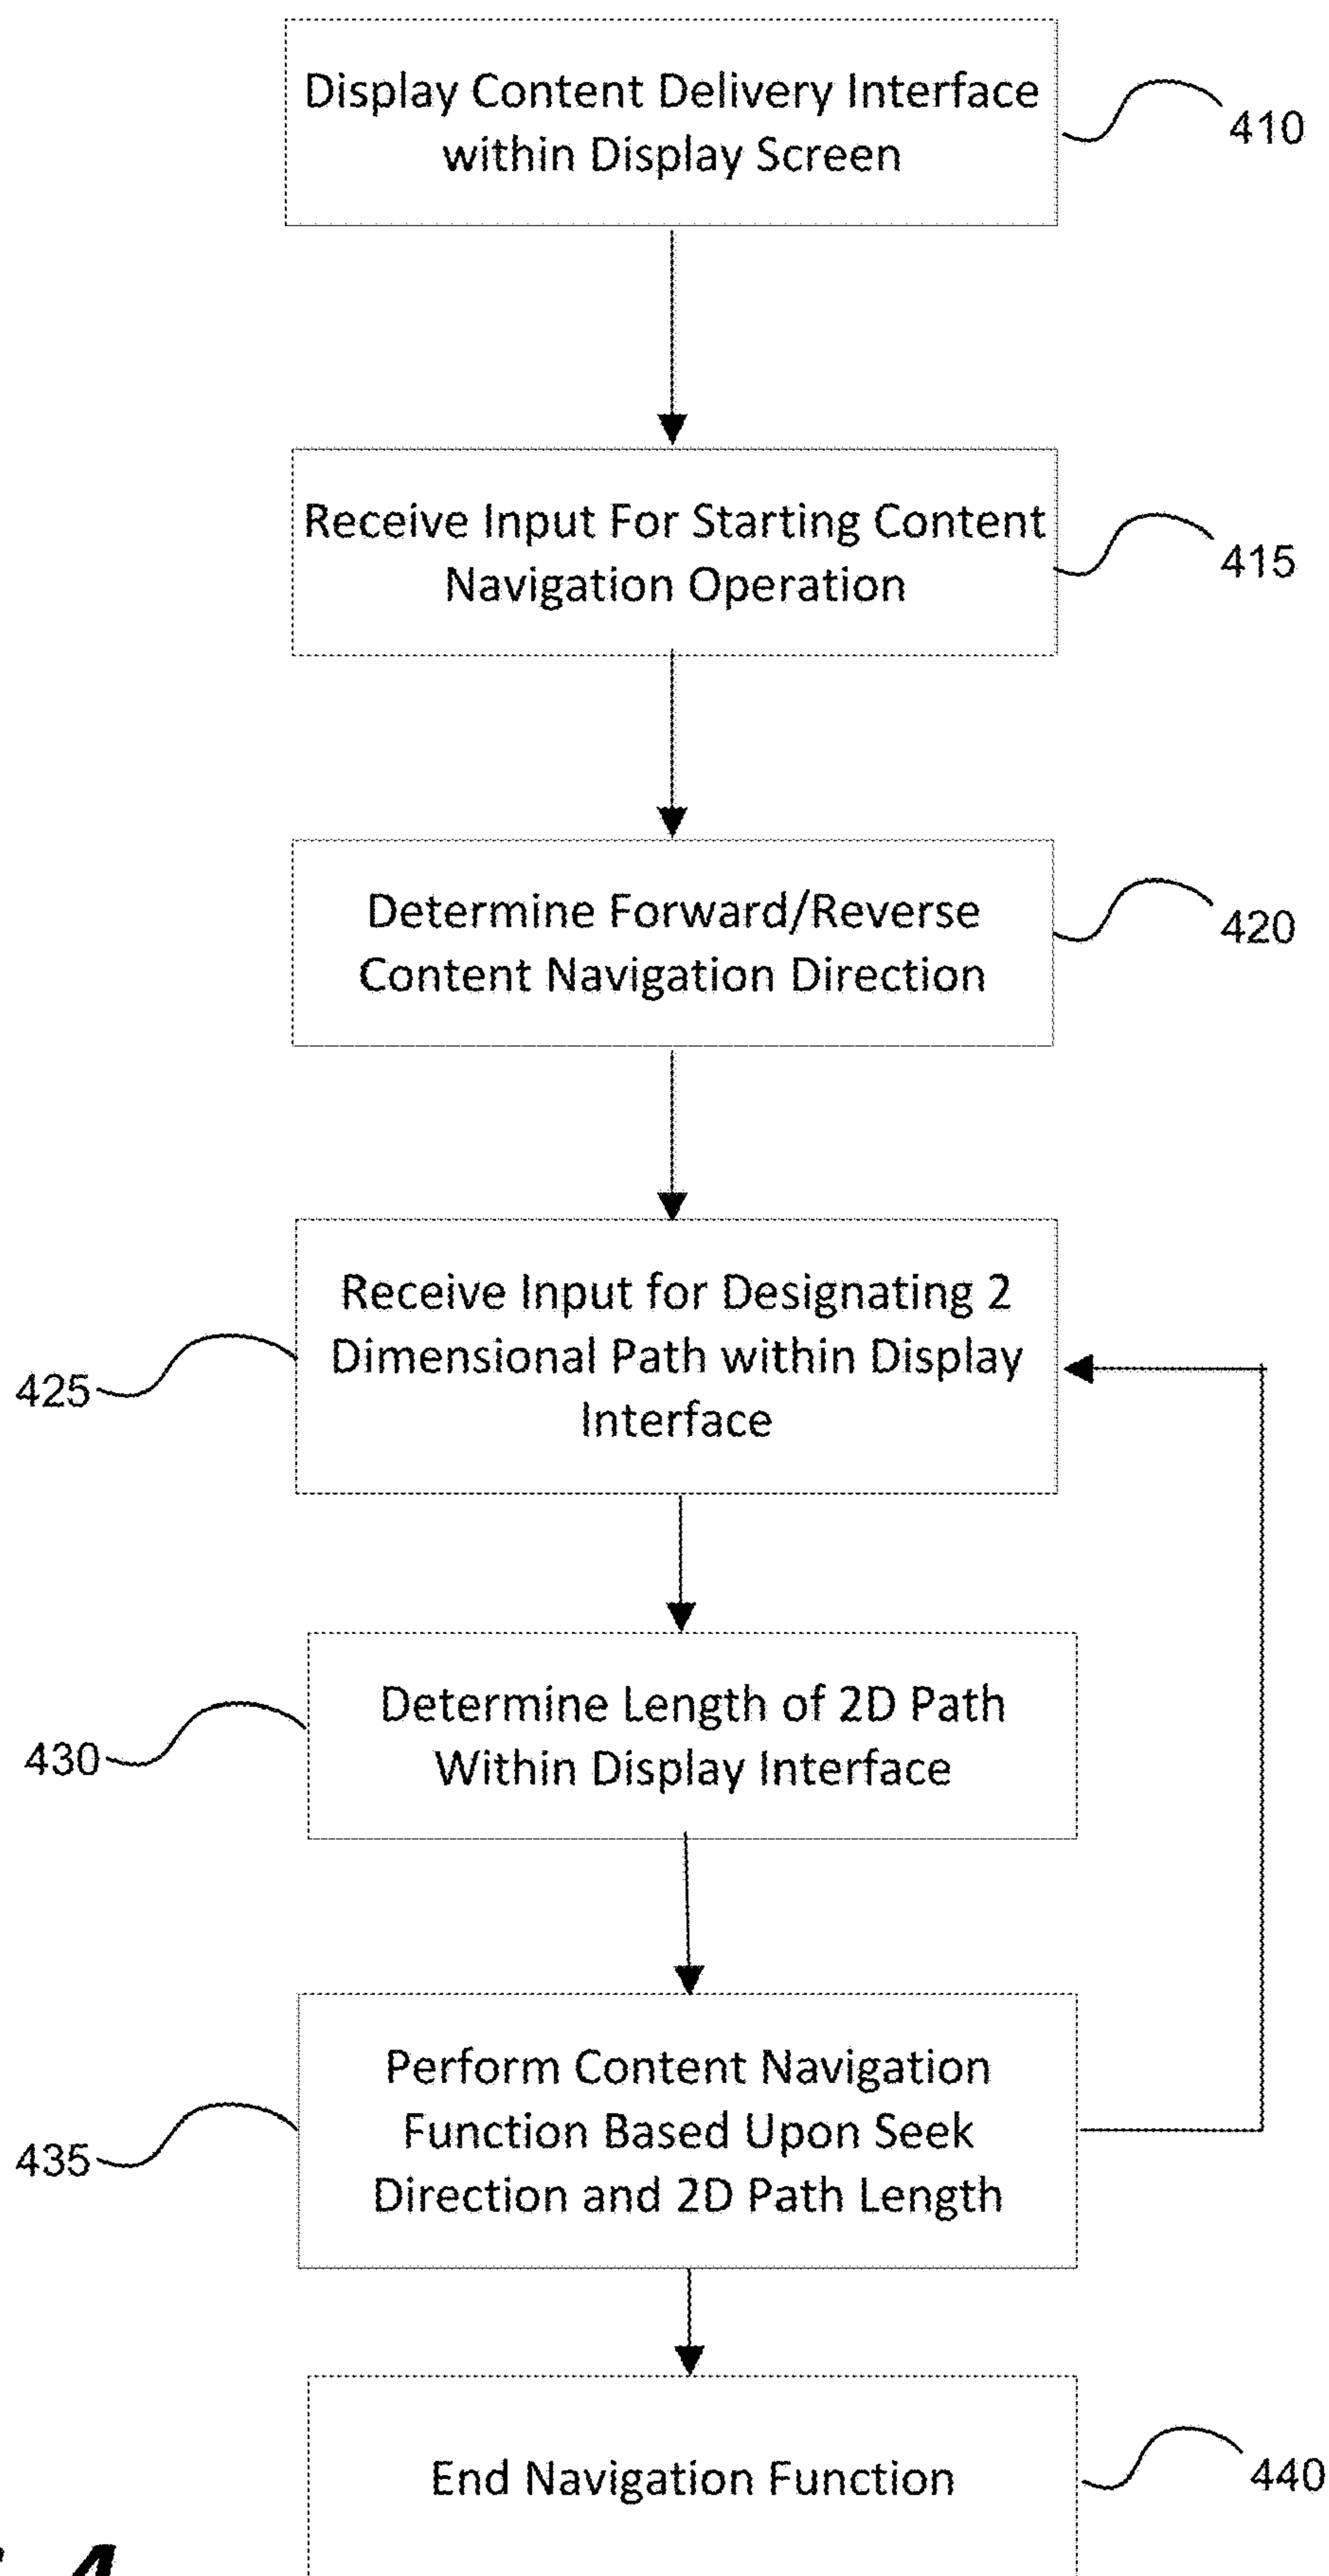 Display Content Delivery Interface
within Display Screen
410
Receive Input For Starting Content
Navigation Operation
415
Determine Forward/Reverse
Content Navigation Direction
420
Receive Input for Designating 2
Dimensional Path within Display
Interface
425
Determine Length of 2D Path
Within Display Interface
430
Perform Content Navigation
Function Based Upon Seek
Direction and 2D Path Length
435
End Navigation Function
440
4